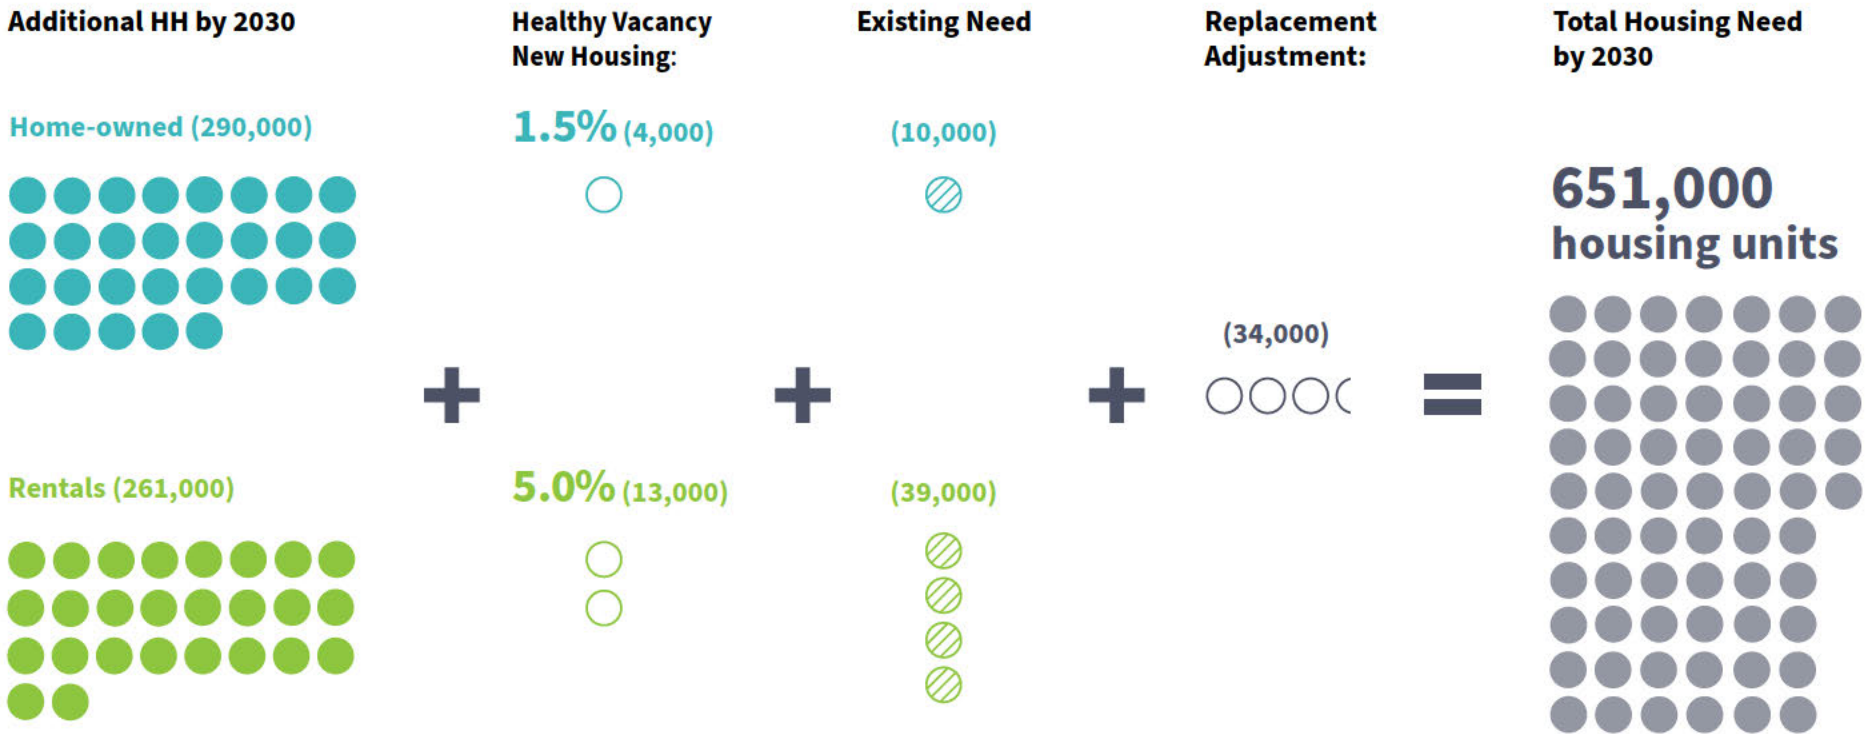 Additional HH by 2030
Healthy Vacancy
New Housing:
Existing Need
Replacement
Adjustment:
Total Housing Need
by 2030
Home-owned (290,000)
1.5% (4,000)
(10,000)
651,000
housing units
(34,000)
Rentals (261,000)
5.0% (13,000)
(39,000)